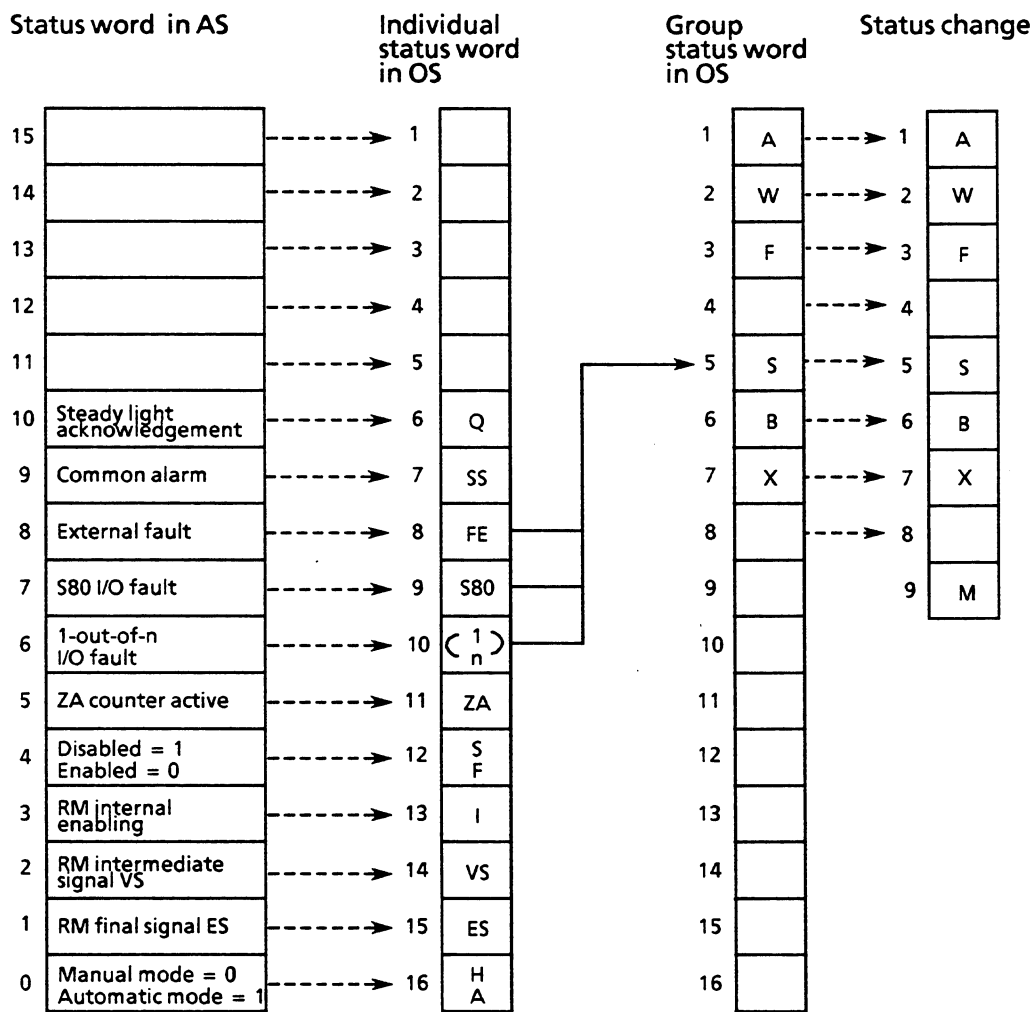 Status word in AS
Individual
status word
in OS
Group
status word
in OS
Status change
15 1 1 A 1 A
14 2 2 W 2 W
13 3 3 F 3 F
12 4 4 4
11 5 5 S 5 S
10 Steady light
acknowledgement 6 Q 6 B 6 B
9 Common alarm 7 SS 7 X 7 X
8 External fault 8 FE 8 8
7 S80 I/O fault 9 S80 9 9 M
6 1-out-of-n
I/O fault 10 ( 1
n ) 10
5 ZA counter active 11 ZA 11
4 Disabled = 1
Enabled = 0 12 S
F 12
3 RM internal
enabling 13 I 13
2 RM intermediate
signal VS 14 VS 14
1 RM final signal ES 15 ES 15
0 Manual mode = 0
Automatic mode = 1 16 H
A 16